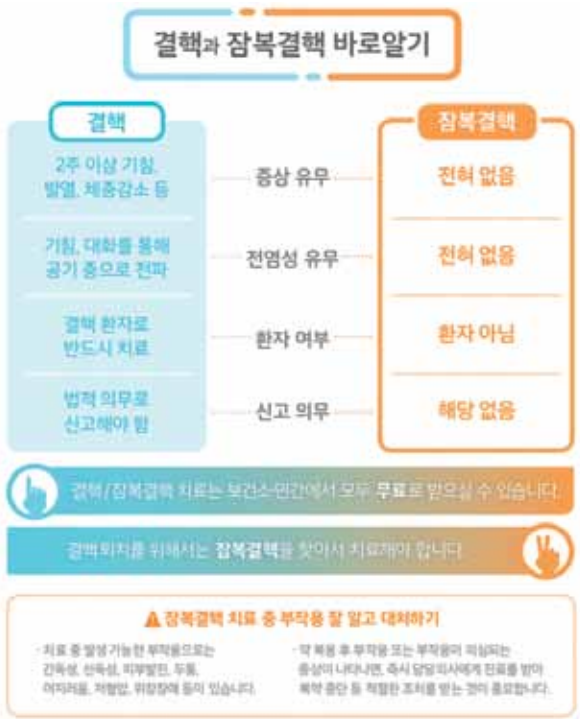 결핵과 잠복결핵 바로알기
결핵
잠복결핵
2주 이상 기침,
발열, 체중감소 등
증상 유무
전혀 없음
기침, 대화를 통해
공기 중으로 전파
전염성 유무
전혀 없음
결핵 환자로
반드시 치료
환자 여부
환자 아님
법적 의무로
신고해야 함
신고 의무
해당 없음
결핵/잠복결핵 치료는 보건소·민간에서 모두 무료로 받으실 수 있습니다.
결핵퇴치를 위해서는 잠복결핵을 찾아서 치료해야 합니다.
잠복결핵 치료 중 부작용 잘 알고 대처하기
· 치료 중 발생 가능한 부작용으로는
간독성, 신독성, 피부발진, 두통,
어지러움, 저혈압, 위장장애 등이 있습니다.
· 약 복용 후 부작용 또는 부작용이 의심되는
증상이 나타나면, 즉시 담당의사에게 진료를 받아
복약 중단 등 적절한 조치를 받는 것이 중요합니다.